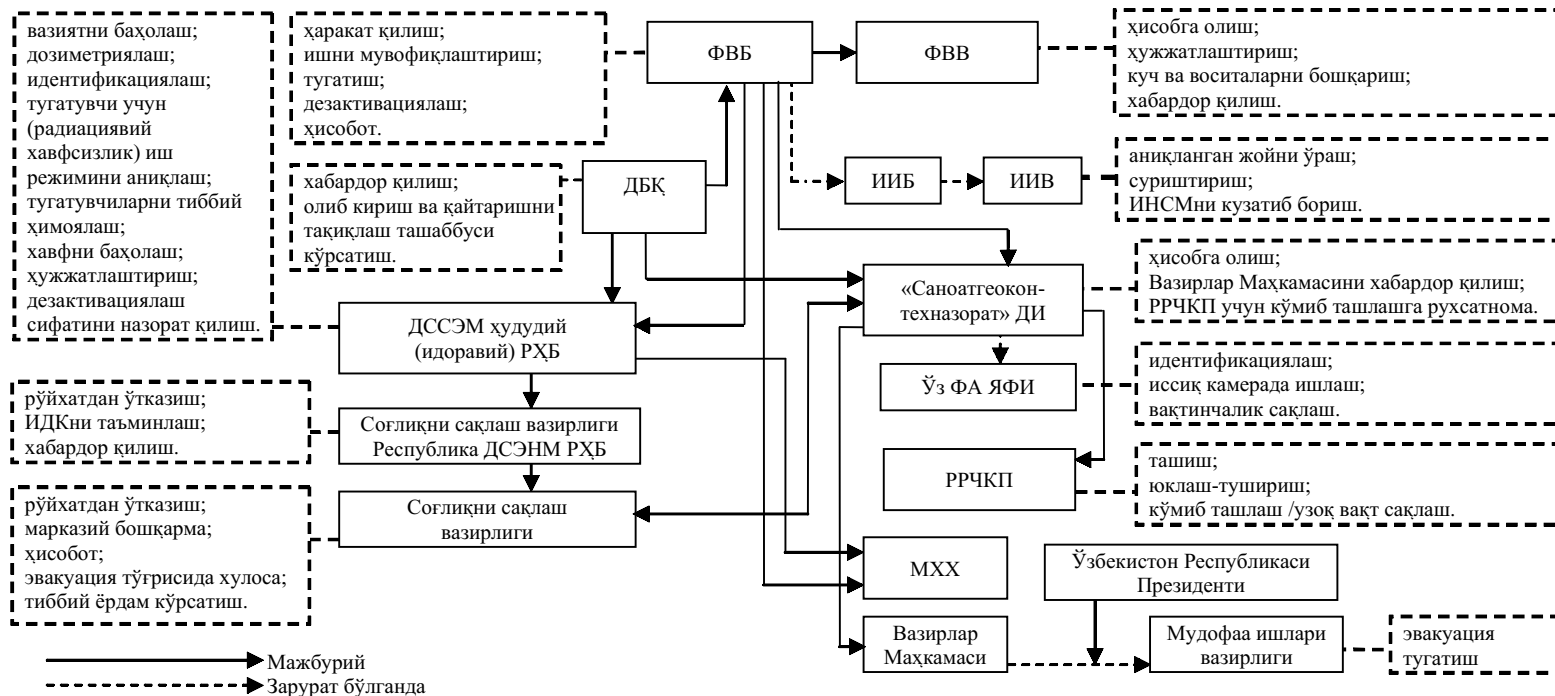 вазиятни баҳолаш;
дозиметриялаш;
идентификациялаш;
тугатувчи учун
(радиациявий
хавфсизлик) иш
режимини аниқлаш;
тугатувчиларни тиббий
ҳимоялаш;
хавфни баҳолаш;
ҳужжатлаштириш;
дезактивациялаш
сифатини назорат қилиш.
ҳаракат қилиш;
ишни мувофиқлаштириш;
тугатиш;
дезактивациялаш;
ҳисобот.
ФВБ
ФВВ
ҳисобга олиш;
ҳужжатлаштириш;
куч ва воситаларни бошқариш;
хабардор қилиш.
хабардор қилиш;
олиб кириш ва қайтаришни
тақиқлаш ташаббуси
кўрсатиш.
ДБҚ
ИИБ
ИИВ
аниқланган жойни ўраш;
суриштириш;
ИНСМни кузатиб бориш.
«Саноатгеокон-
техназорат» ДИ
ҳисобга олиш;
Вазирлар Маҳкамасини хабардор қилиш;
РРЧКП учун кўмиб ташлашга рухсатнома.
ДССЭМ ҳудудий
(идоравий) РҲБ
Ўз ФА ЯФИ
идентификациялаш;
иссиқ камерада ишлаш;
вақтинчалик сақлаш.
рўйхатдан ўтказиш;
ИДКни таъминлаш;
хабардор қилиш.
Соғлиқни сақлаш вазирлиги
Республика ДСЭНМ РҲБ
РРЧКП
ташиш;
юклаш-тушириш;
кўмиб ташлаш /узоқ вақт сақлаш.
рўйхатдан ўтказиш;
марказий бошқарма;
ҳисобот;
эвакуация тўғрисида хулоса;
тиббий ёрдам кўрсатиш.
Соғлиқни сақлаш
вазирлиги
МХХ
Ўзбекистон Республикаси
Президенти
Вазирлар
Маҳкамаси
Мудофаа ишлари
вазирлиги
эвакуация
тугатиш
Мажбурий
Зарурат бўлганда